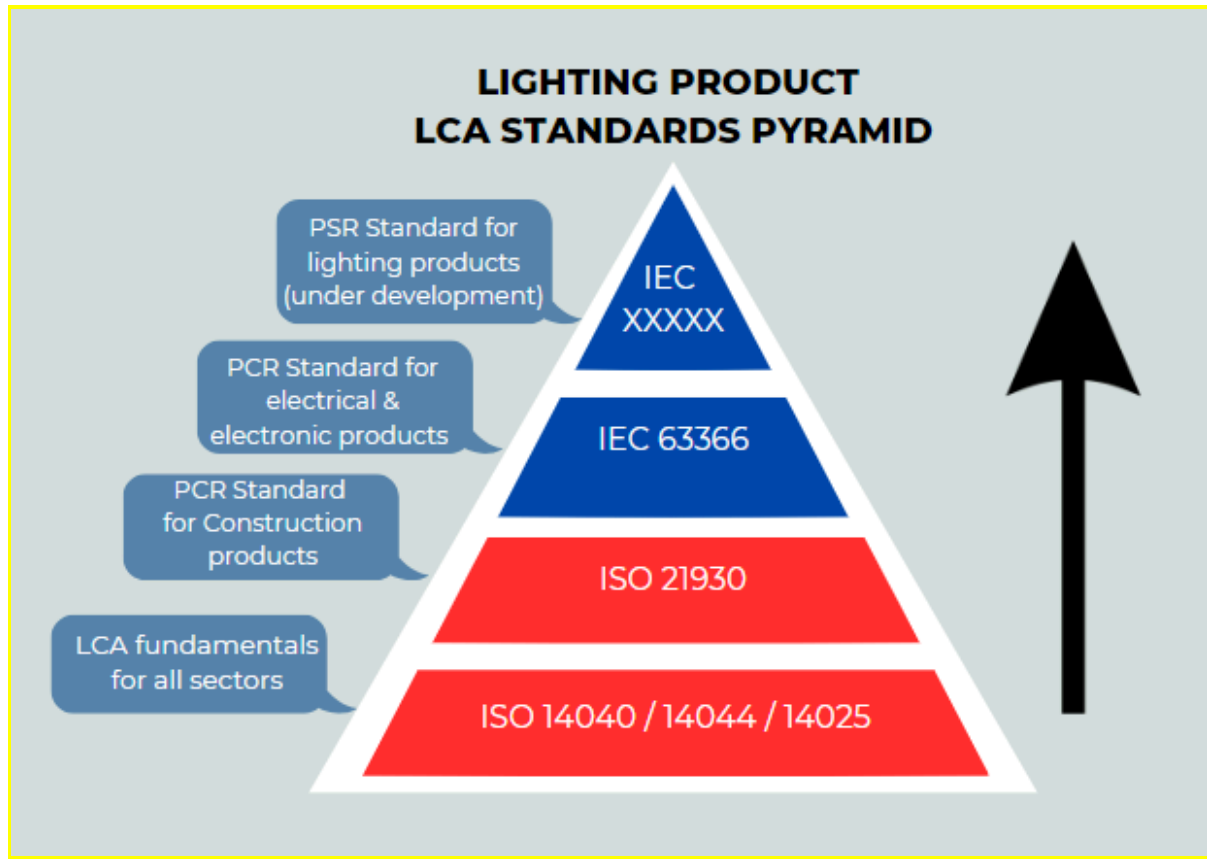 LIGHTING PRODUCT
LCA STANDARDS PYRAMID
PSR Standard for
lighting products
(under development)
IEC
XXXXX
PCR Standard for
electrical &
electronic products
IEC 63366
PCR Standard
for Construction
products
ISO 21930
LCA fundamentals
for all sectors
ISO 14040 / 14044 / 14025